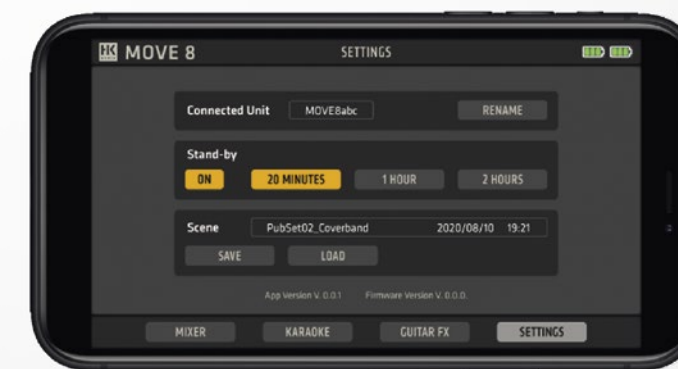 HK AUDIO MOVE 8 SETTINGS
Connected Unit MOVE8abc RENAME
Stand-by
ON 20 MINUTES 1 HOUR 2 HOURS
Scene PubSet02_Coverband 2020/08/10 19:21
SAVE LOAD
App Version V. 0.0.1 Firmware Version V. 0.0.0.
MIXER KARAOKE GUITAR FX SETTINGS